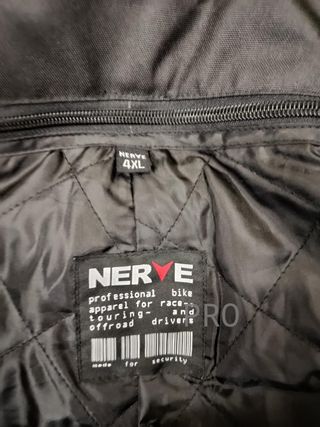 NERVE
4XL
NERVE
professional bike
apparel for race-
touring- and
offroad drivers
PRO
made for security